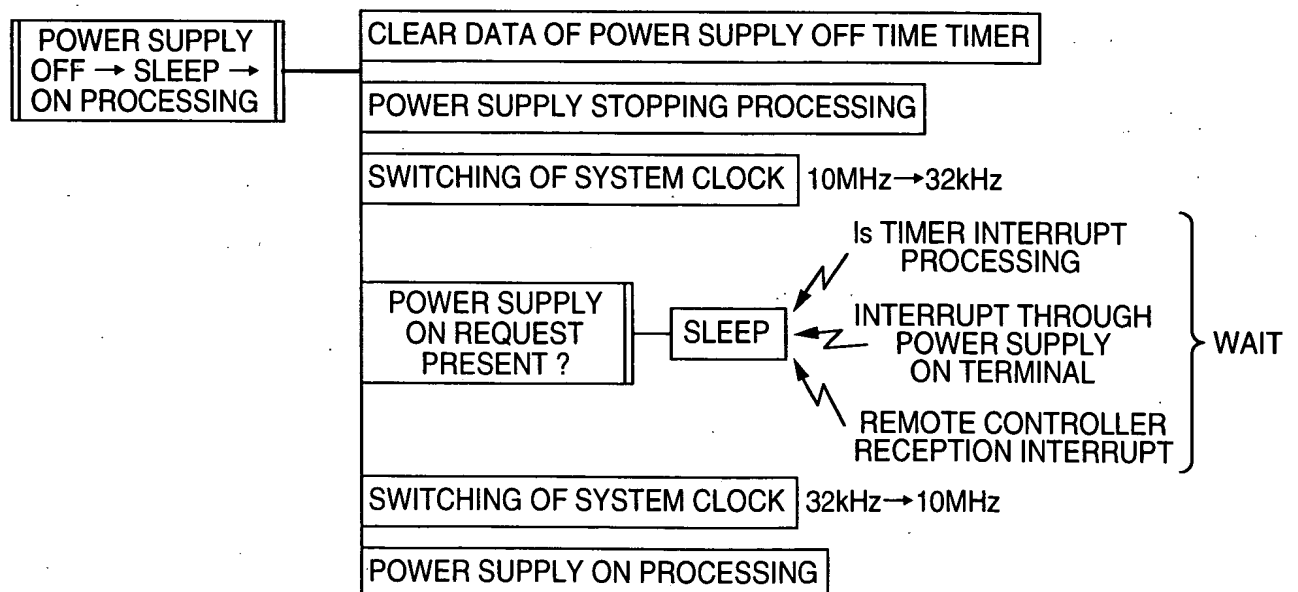 POWER SUPPLY
OFF → SLEEP →
ON PROCESSING
CLEAR DATA OF POWER SUPPLY OFF TIME TIMER
POWER SUPPLY STOPPING PROCESSING
SWITCHING OF SYSTEM CLOCK 10MHz→32kHz
POWER SUPPLY
ON REQUEST
PRESENT ?
SLEEP
Is TIMER INTERRUPT
PROCESSING
INTERRUPT THROUGH
POWER SUPPLY
ON TERMINAL
REMOTE CONTROLLER
RECEPTION INTERRUPT
WAIT
SWITCHING OF SYSTEM CLOCK 32kHz→10MHz
POWER SUPPLY ON PROCESSING